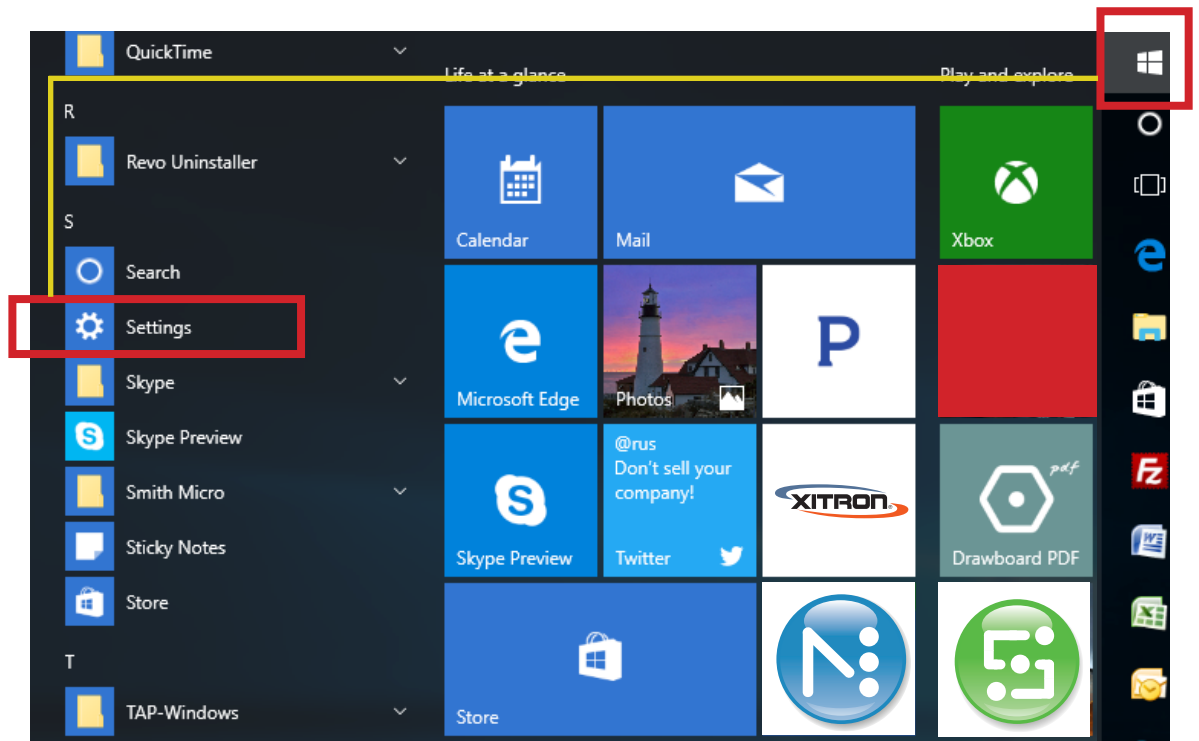 QuickTime
R
Revo Uninstaller
S
Search
Settings
Skype
Skype Preview
Smith Micro
Sticky Notes
Store
T
TAP-Windows
Life at a glance
Calendar
Mail
Microsoft Edge
Photos
P
Skype Preview
@rus
Don't sell your
company!
Twitter
XITRON®
Store
Play and explore
Xbox
pdf
Drawboard PDF
Fz
W
X